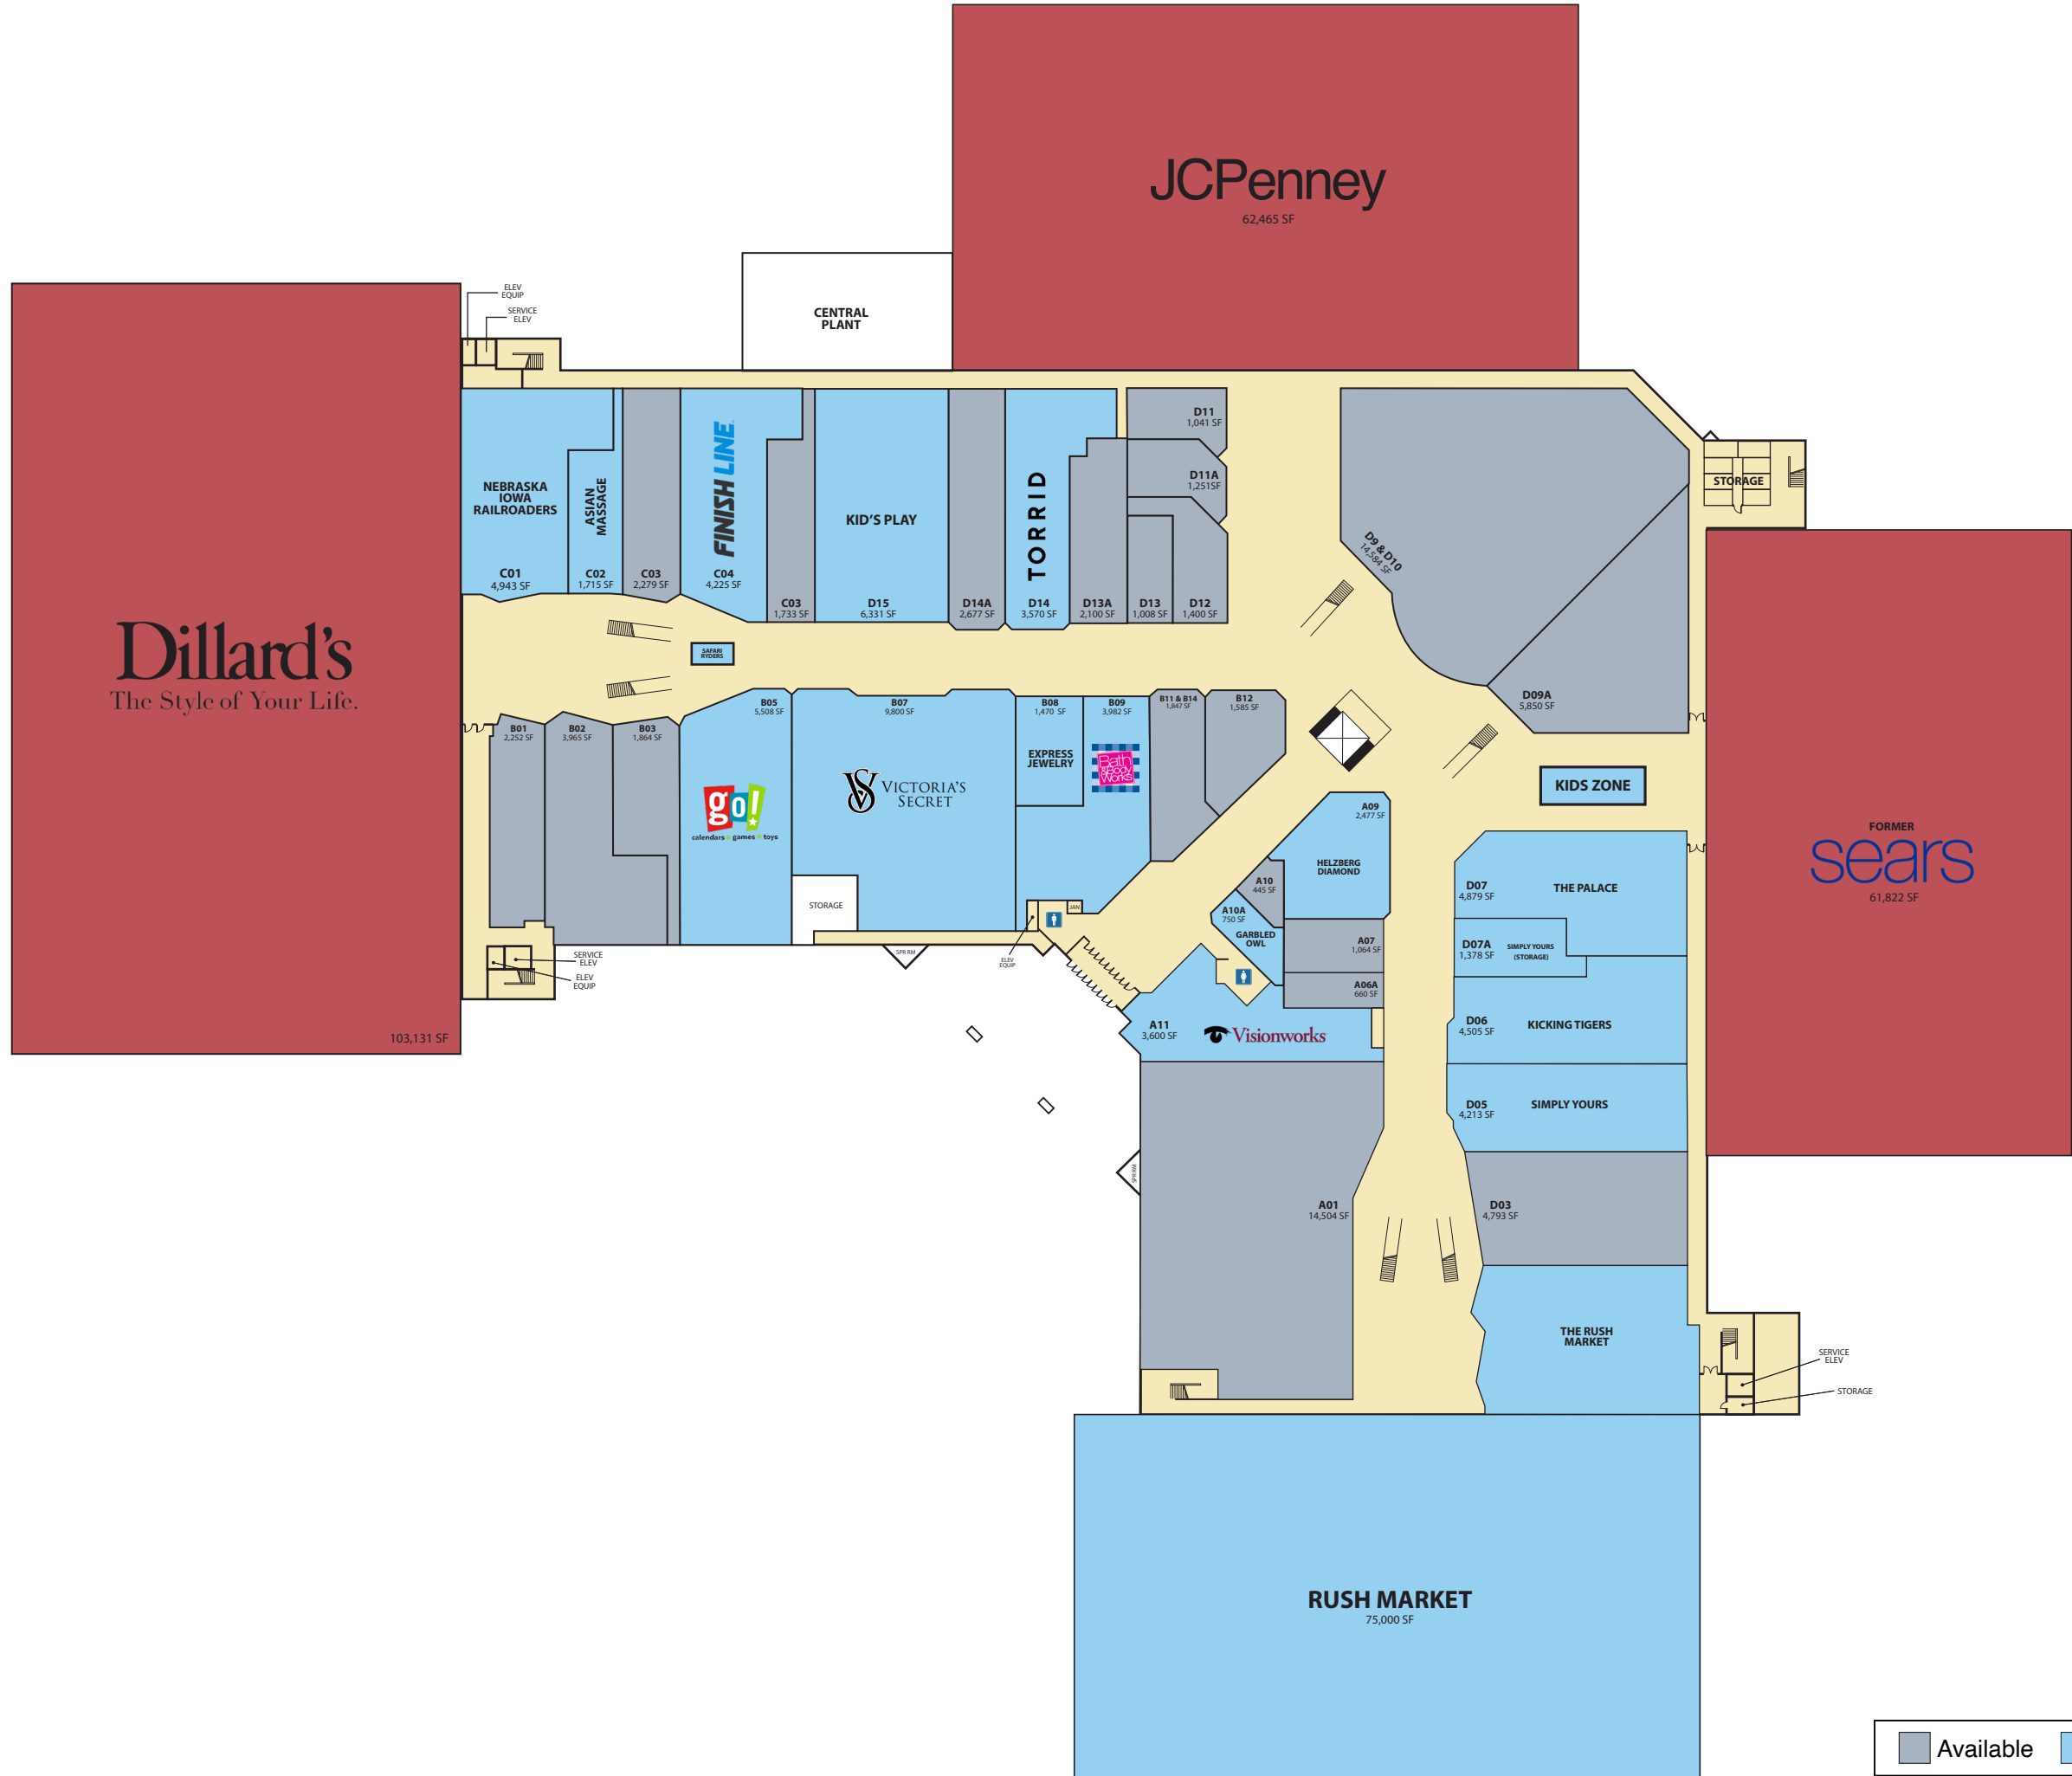 JCPenney
62,465 SF
CENTRAL
PLANT
ELEV
EQUIP
SERVICE
ELEV
Dillard's
The Style of Your Life.
103,131 SF
NEBRASKA
IOWA
RAILROADERS
C01
4,943 SF
ASIAN
MASSAGE
C02
1,715 SF
C03
2,279 SF
FINISH LINE
C04
4,225 SF
C03
1,733 SF
KID'S PLAY
D15
6,331 SF
D14A
2,677 SF
TORRID
D14
3,570 SF
D13A
2,100 SF
D13
1,008 SF
D12
1,400 SF
D11
1,041 SF
D11A
1,251SF
D9 & D10
14,584 SF
D09A
5,850 SF
STORAGE
SAFARI
RYDERS
B01
2,252 SF
B02
3,965 SF
B03
1,864 SF
B05
5,508 SF
go!
calendars games toys
B07
9,800 SF
VS VICTORIA'S
SECRET
STORAGE
B08
1,470 SF
EXPRESS
JEWELRY
B09
3,982 SF
Bath
& Body
Works
B11 & B14
1,847 SF
B12
1,585 SF
KIDS ZONE
FORMER
sears
61,822 SF
A09
2,477 SF
HELZBERG
DIAMOND
A10
445 SF
A10A
750 SF
GARBLED
OWL
A07
1,064 SF
A06A
660 SF
JAN
ELEV
EQUIP
SPR RM
SERVICE
ELEV
ELEV
EQUIP
A11
3,600 SF
Visionworks
D07
4,879 SF
THE PALACE
D07A
1,378 SF
SIMPLY YOURS
(STORAGE)
D06
4,505 SF
KICKING TIGERS
D05
4,213 SF
SIMPLY YOURS
SPR RM
A01
14,504 SF
D03
4,793 SF
THE RUSH
MARKET
SERVICE
ELEV
STORAGE
RUSH MARKET
75,000 SF
Available